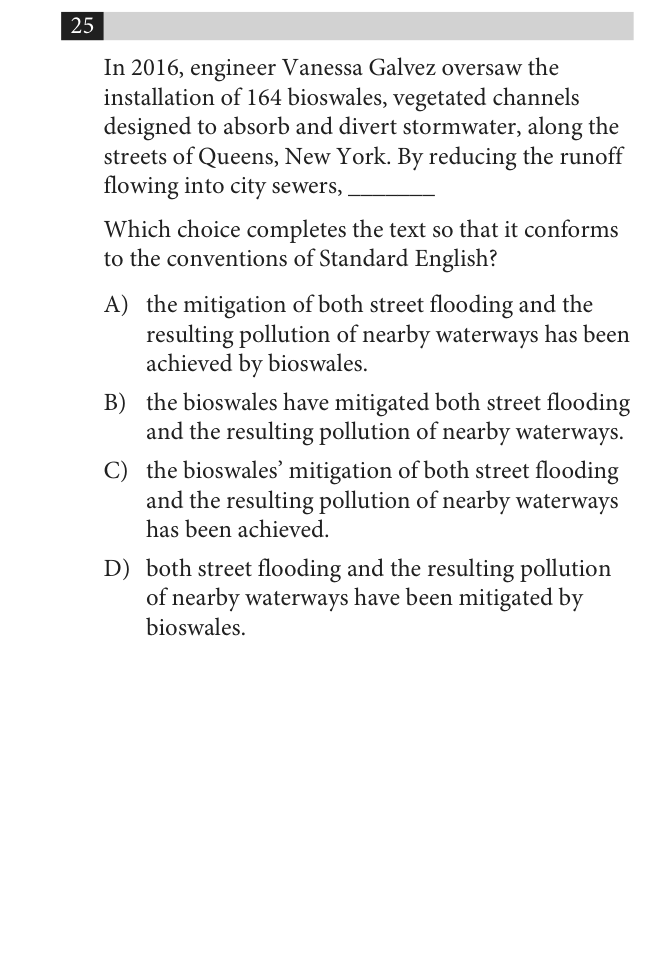 25
In 2016, engineer Vanessa Galvez oversaw the
installation of 164 bioswales, vegetated channels
designed to absorb and divert stormwater, along the
streets of Queens, New York. By reducing the runoff
flowing into city sewers, _______
Which choice completes the text so that it conforms
to the conventions of Standard English?
A) the mitigation of both street flooding and the
resulting pollution of nearby waterways has been
achieved by bioswales.
B) the bioswales have mitigated both street flooding
and the resulting pollution of nearby waterways.
C) the bioswales’ mitigation of both street flooding
and the resulting pollution of nearby waterways
has been achieved.
D) both street flooding and the resulting pollution
of nearby waterways have been mitigated by
bioswales.